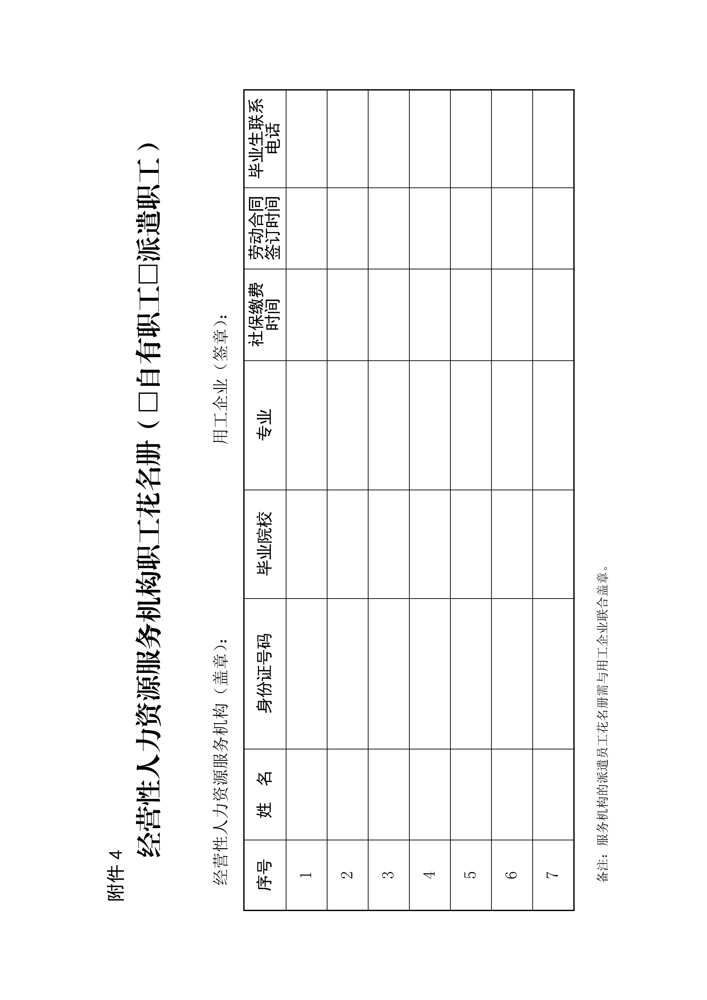 附件 4
经营性人力资源服务机构职工花名册（□自有职工□派遣职工）
经营性人力资源服务机构（盖章）： 用工企业（签章）：
序号 姓 名 身份证号码 毕业院校 专业 社保缴费时间 劳动合同签订时间 毕业生联系电话
1
2
3
4
5
6
7
备注：服务机构的派遣员工花名册需与用工企业联合盖章。